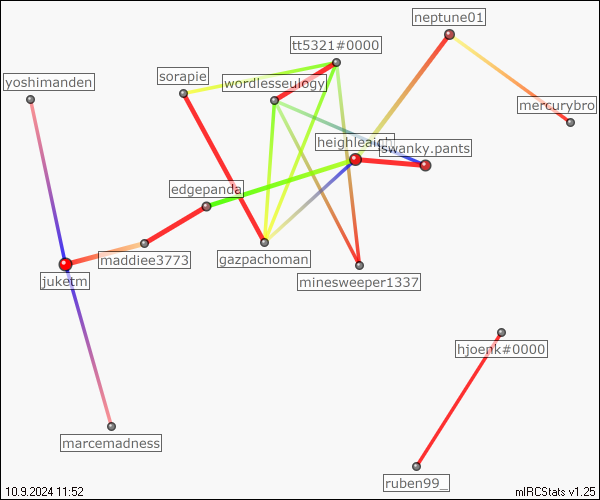 neptune01
tt5321#0000
sorapie
yoshimanden
wordlesseulogy
mercurybro
swanky.pants
edgepanda
maddiee3773
gazpachoman
juketm
minesweeper1337
hjoenk#0000
marcemadness
ruben99_
10.9.2024 11:52
mIRCStats v1.25